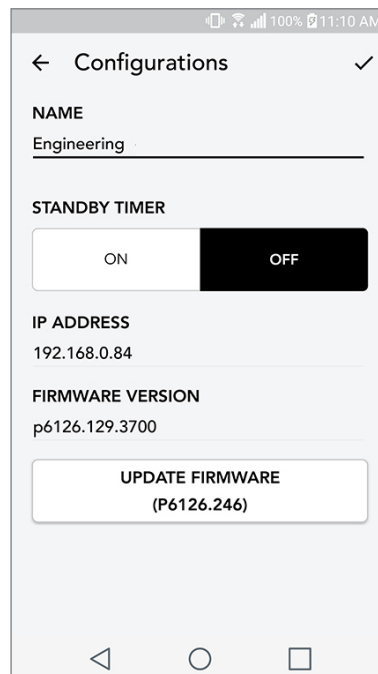 100% 11:10 AM
Configurations
NAME
Engineering
STANDBY TIMER
ON OFF
IP ADDRESS
192.168.0.84
FIRMWARE VERSION
p6126.129.3700
UPDATE FIRMWARE
(P6126.246)